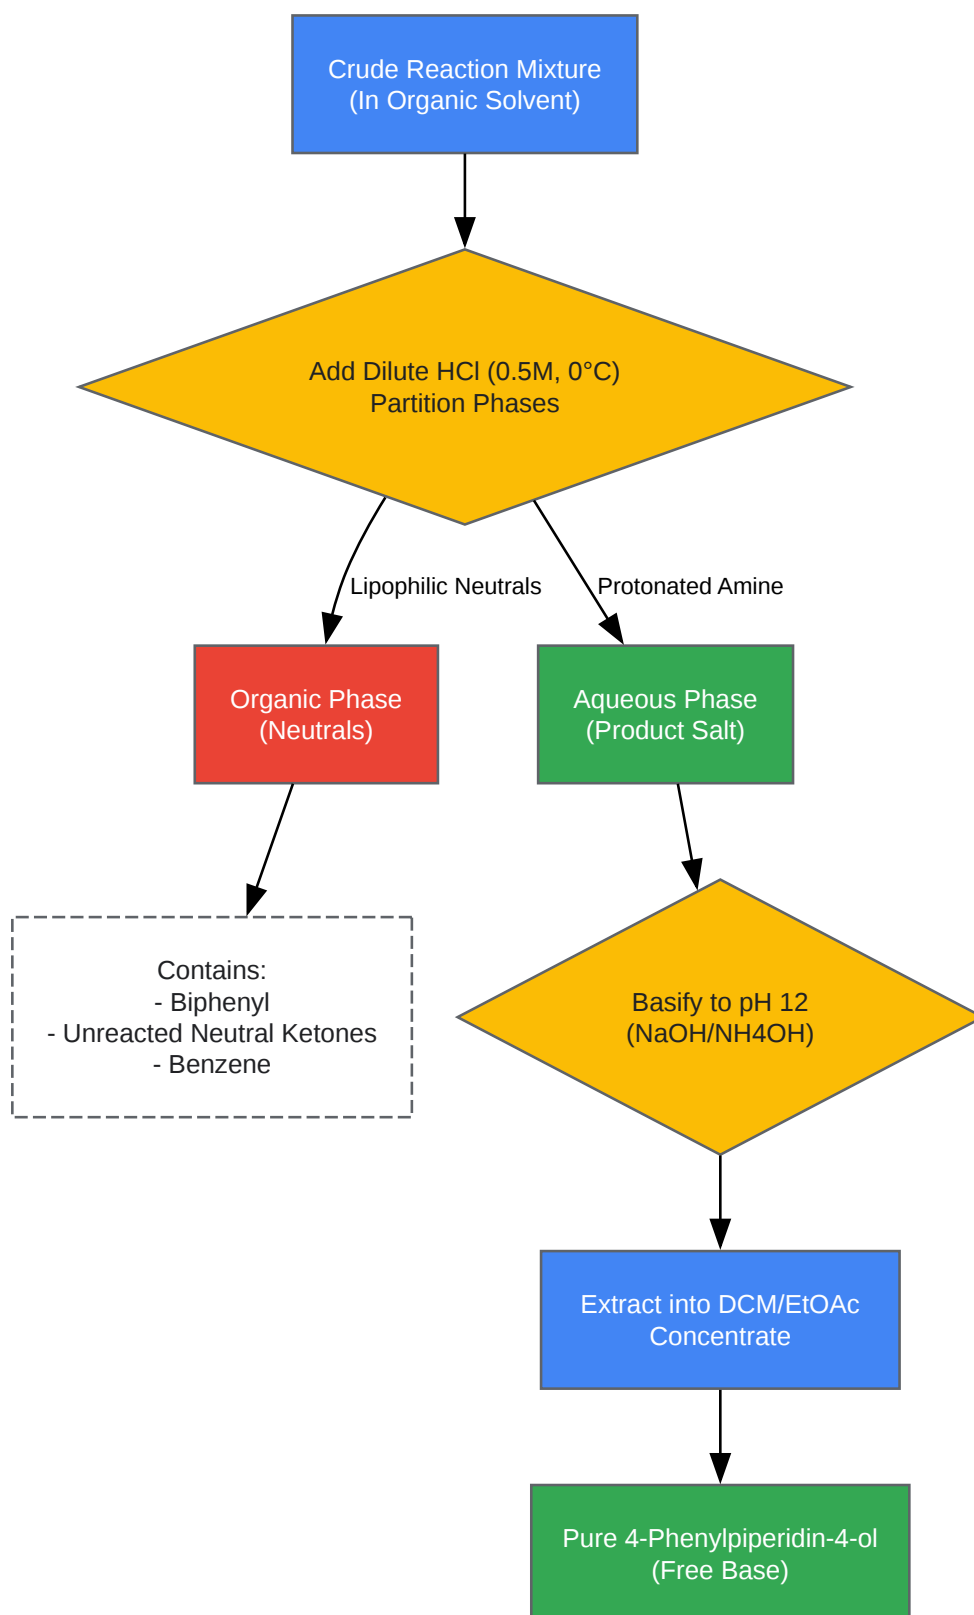 Crude Reaction Mixture
(In Organic Solvent)
Add Dilute HCl (0.5M, 0°C)
Partition Phases
Lipophilic Neutrals
Protonated Amine
Organic Phase
(Neutrals)
Aqueous Phase
(Product Salt)
Contains:
- Biphenyl
- Unreacted Neutral Ketones
- Benzene
Basify to pH 12
(NaOH/NH4OH)
Extract into DCM/EtOAc
Concentrate
Pure 4-Phenylpiperidin-4-ol
(Free Base)